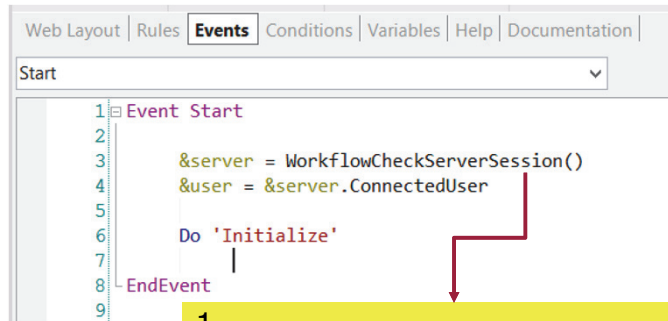 Web Layout | Rules | Events | Conditions | Variables | Help | Documentation |
Start
1 Event Start
2
3 &server = WorkflowCheckServerSession()
4 &user = &server.ConnectedUser
5
6 Do 'Initialize'
7
8 EndEvent
9
1